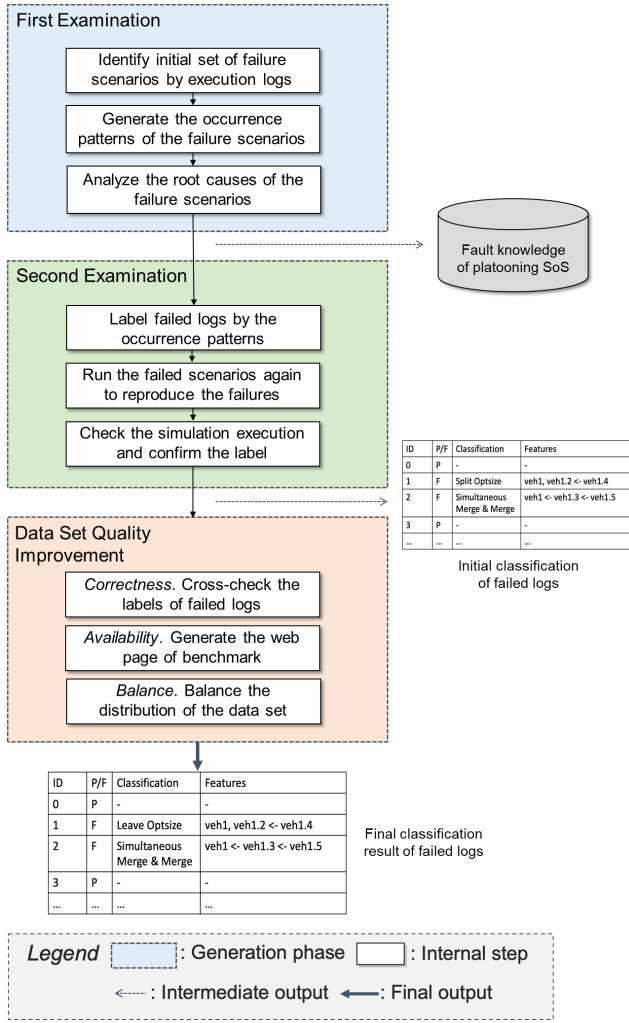 First Examination
Identify initial set of failure
scenarios by execution logs
Generate the occurrence
patterns of the failure scenarios
Analyze the root causes of the
failure scenarios
Fault knowledge
of platooning SoS
Second Examination
Label failed logs by the
occurrence patterns
Run the failed scenarios again
to reproduce the failures
Check the simulation execution
and confirm the label
ID P/F Classification Features
0 P - -
1 F Split Optsize veh1, veh1.2 <- veh1.4
2 F Simultaneous veh1 <- veh1.3 <- veh1.5
Merge & Merge
3 P - -
... ... ... ...
Initial classification
of failed logs
Data Set Quality
Improvement
Correctness. Cross-check the
labels of failed logs
Availability. Generate the web
page of benchmark
Balance. Balance the
distribution of the data set
ID P/F Classification Features
0 P - -
1 F Leave Optsize veh1, veh1.2 <- veh1.4
2 F Simultaneous veh1 <- veh1.3 <- veh1.5
Merge & Merge
3 P - -
... ... ... ...
Final classification
result of failed logs
Legend : Generation phase : Internal step
: Intermediate output : Final output